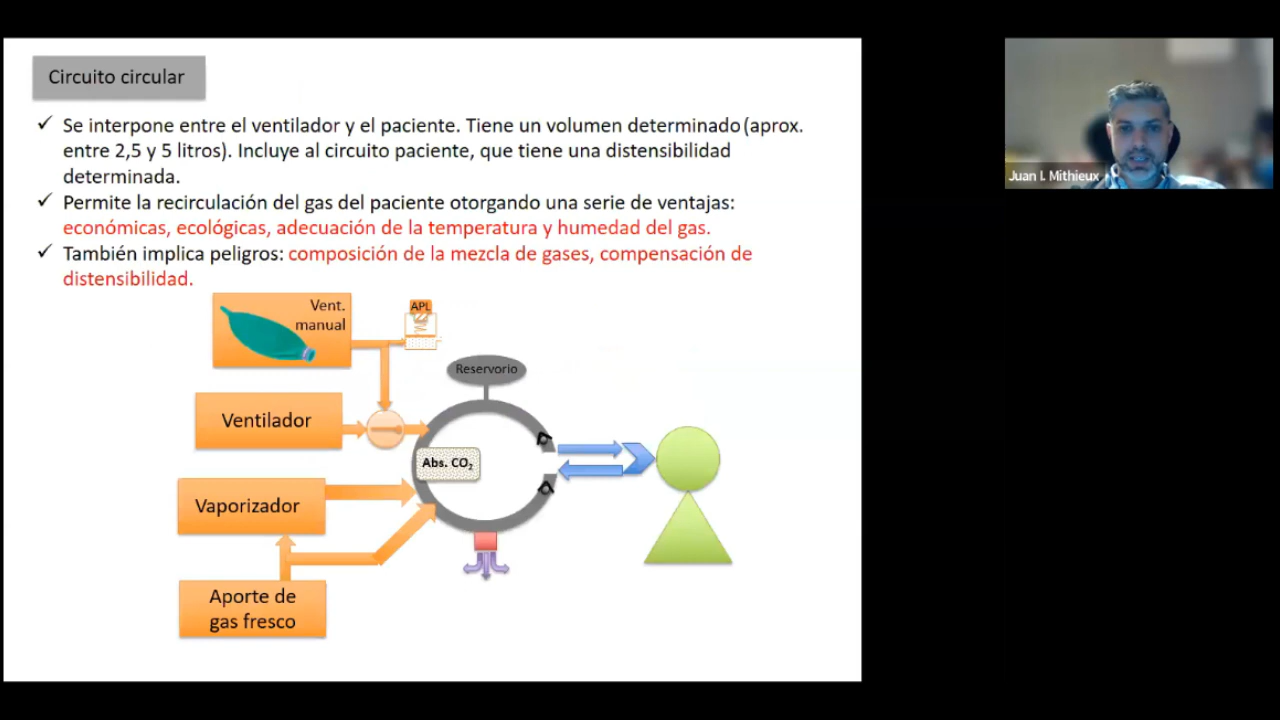 Circuito circular
✓ Se interpone entre el ventilador y el paciente. Tiene un volumen determinado (aprox.
entre 2,5 y 5 litros). Incluye al circuito paciente, que tiene una distensibilidad
determinada.
✓ Permite la recirculación del gas del paciente otorgando una serie de ventajas:
económicas, ecológicas, adecuación de la temperatura y humedad del gas.
✓ También implica peligros: composición de la mezcla de gases, compensación de
distensibilidad.
Vent.
manual
APL
Reservorio
Ventilador
Abs. CO₂
Vaporizador
Aporte de
gas fresco
Juan I. Mithieux